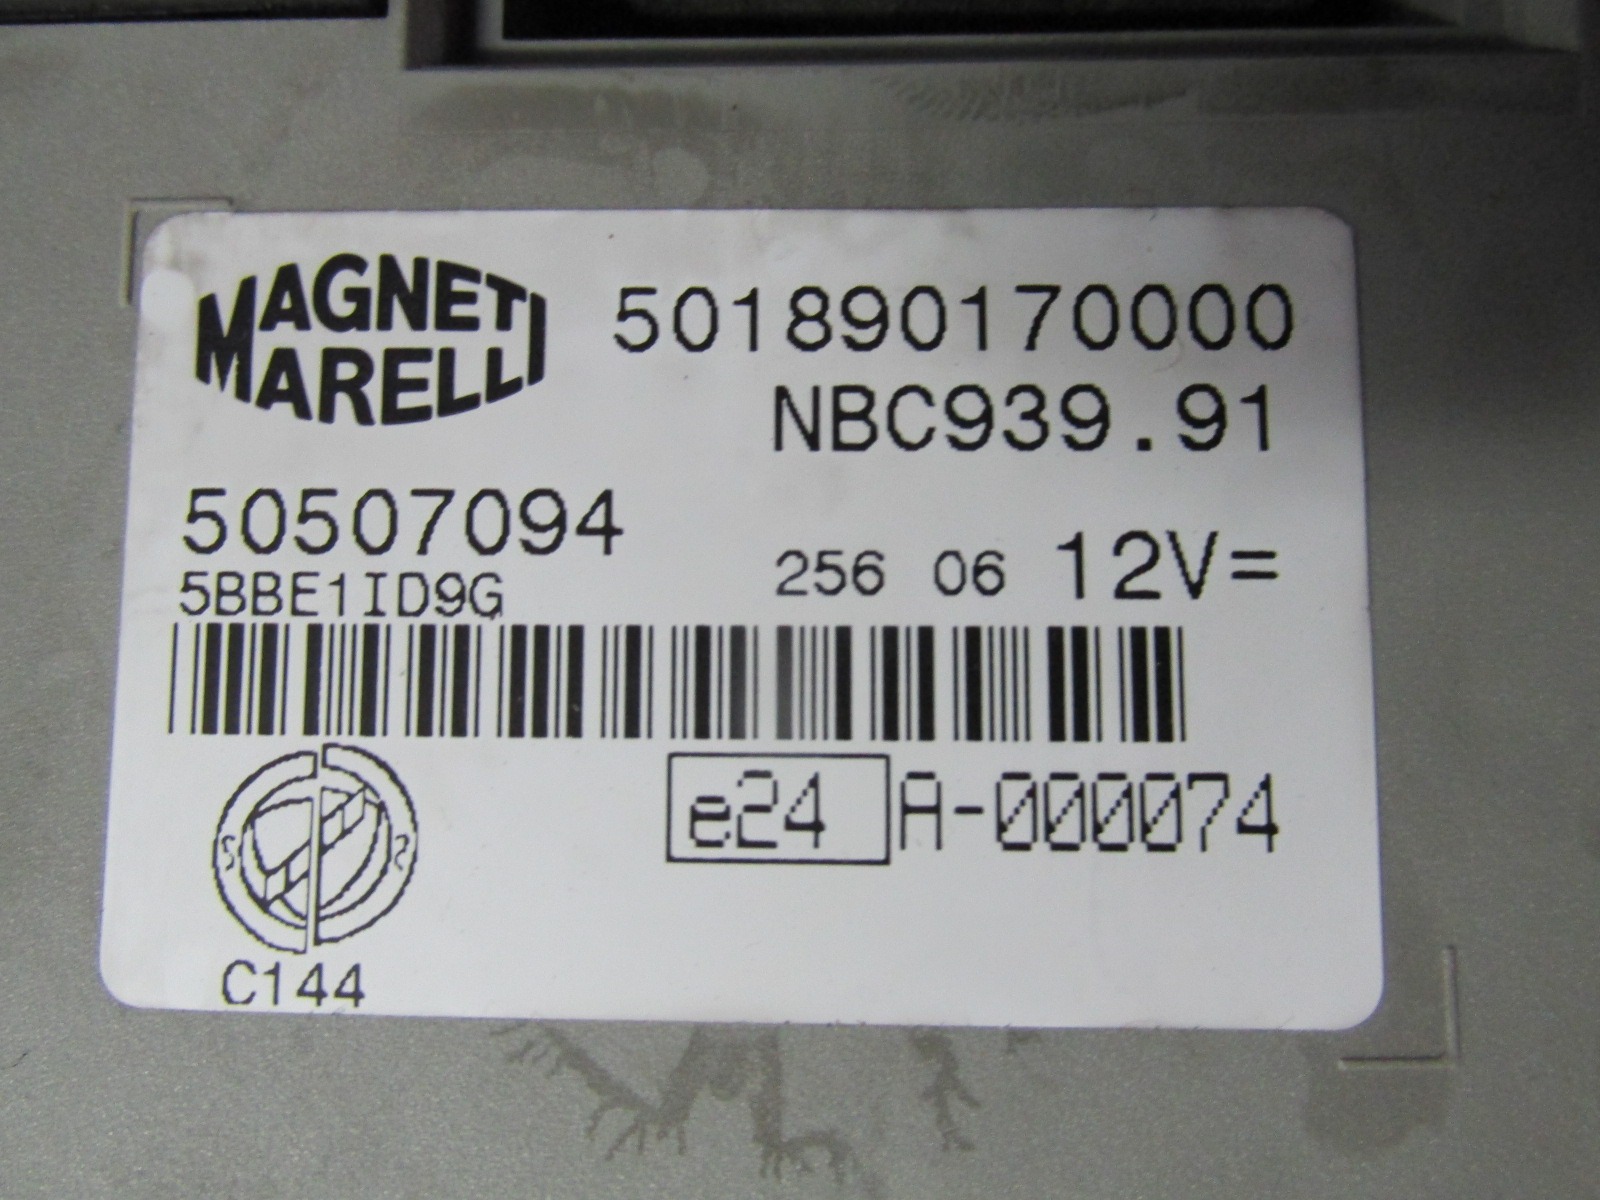 MAGNETI
MARELLI
501890170000
NBC939.91
50507094
256 06 12V=
5BBE1ID9G
e24 A-000074
C144